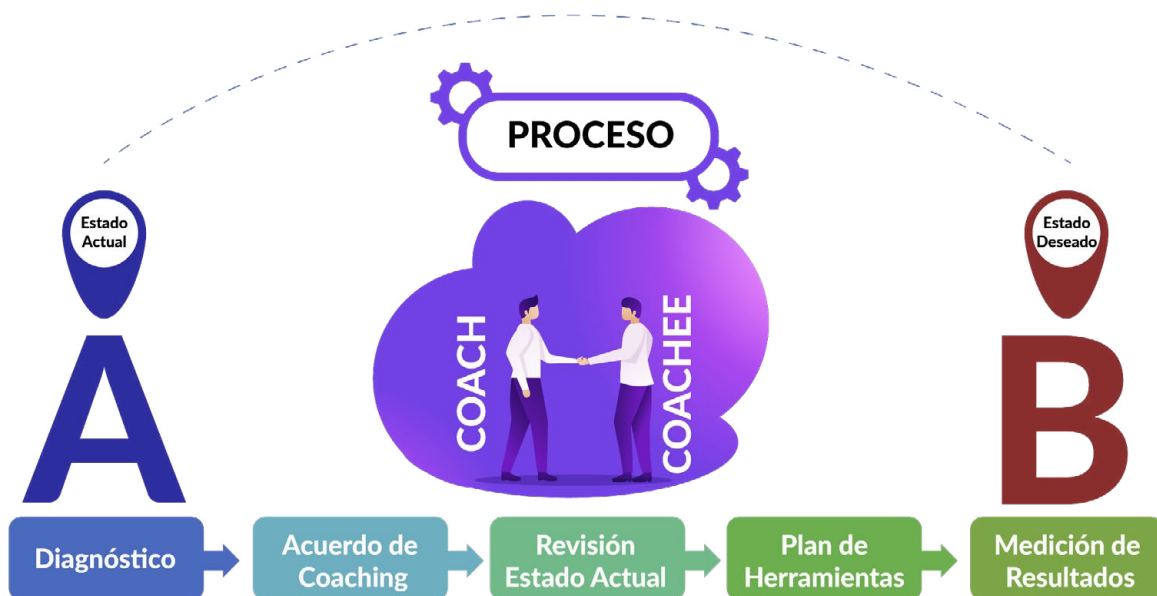 PROCESO
Estado
Actual
Estado
Deseado
COACH
COACHEE
A
B
Diagnóstico
Acuerdo de
Coaching
Revisión
Estado Actual
Plan de
Herramientas
Medición de
Resultados